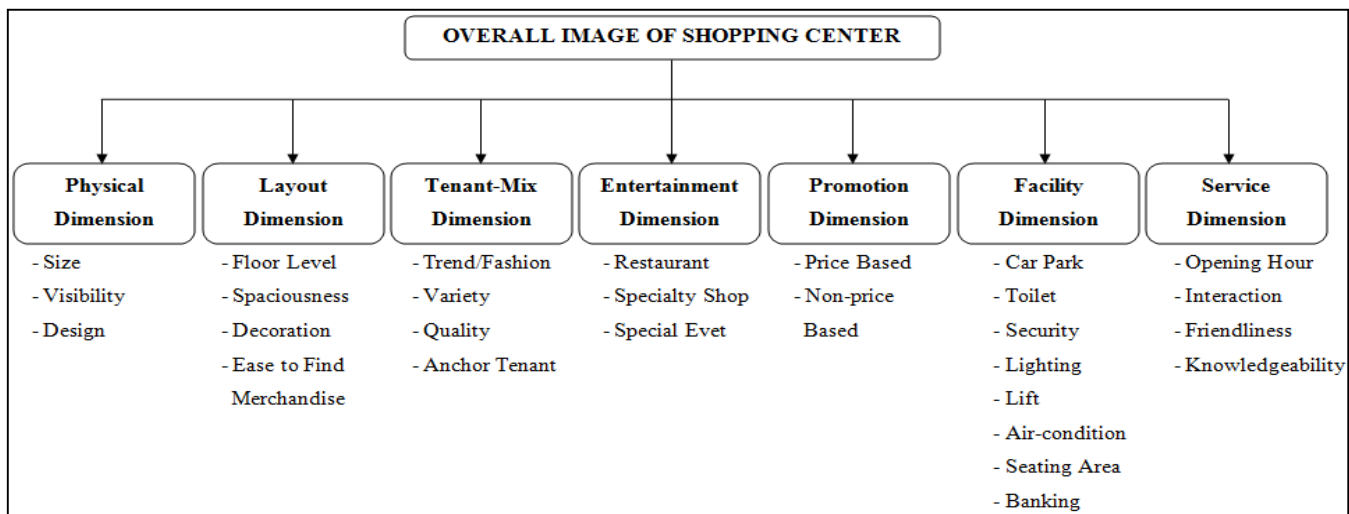 OVERALL IMAGE OF SHOPPING CENTER
Physical
Dimension
- Size
- Visibility
- Design
Layout
Dimension
- Floor Level
- Spaciousness
- Decoration
- Ease to Find
Merchandise
Tenant-Mix
Dimension
- Trend/Fashion
- Variety
- Quality
- Anchor Tenant
Entertainment
Dimension
- Restaurant
- Specialty Shop
- Special Evet
Promotion
Dimension
- Price Based
- Non-price
Based
Facility
Dimension
- Car Park
- Toilet
- Security
- Lighting
- Lift
- Air-condition
- Seating Area
- Banking
Service
Dimension
- Opening Hour
- Interaction
- Friendliness
- Knowledgeability